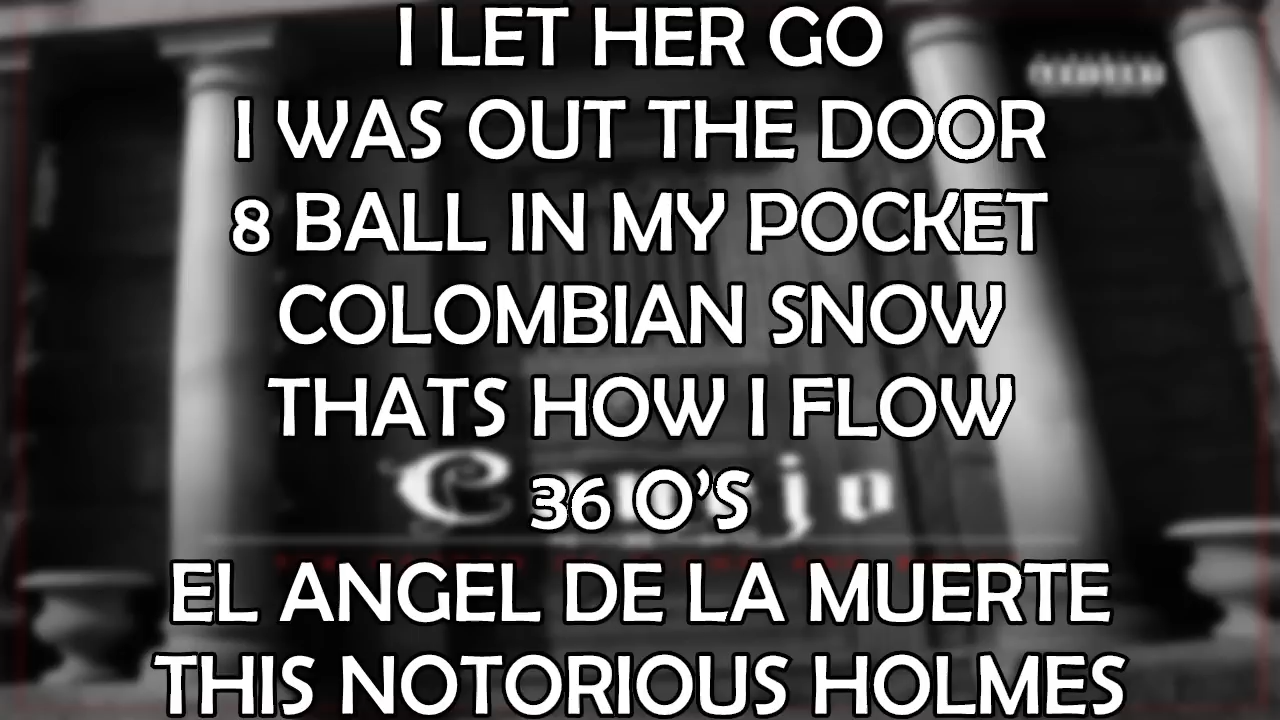 I LET HER GO
I WAS OUT THE DOOR
8 BALL IN MY POCKET
COLOMBIAN SNOW
THATS HOW I FLOW
36 O'S
EL ANGEL DE LA MUERTE
THIS NOTORIOUS HOLMES